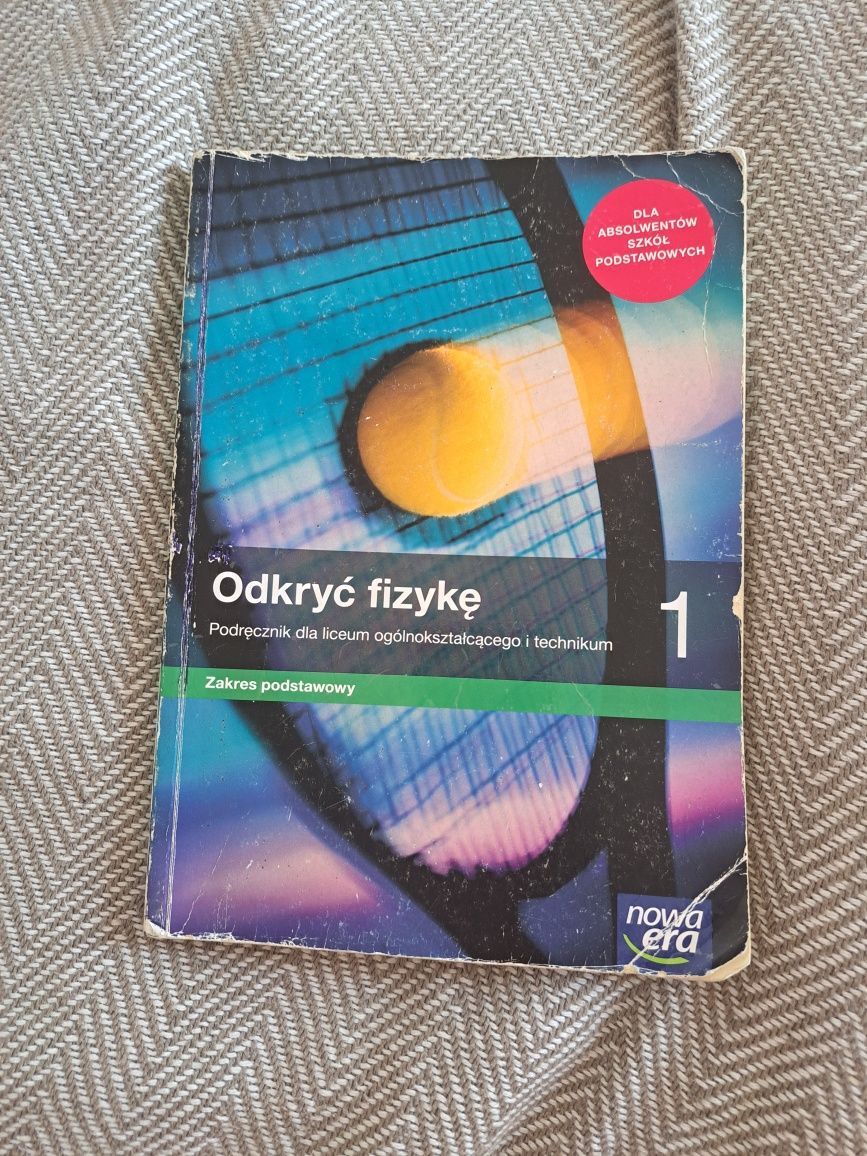 DLA
ABSOLWENTÓW
SZKÓŁ
PODSTAWOWYCH
Odkryć fizykę
1
Podręcznik dla liceum ogólnokształcącego i technikum
Zakres podstawowy
nowa
era